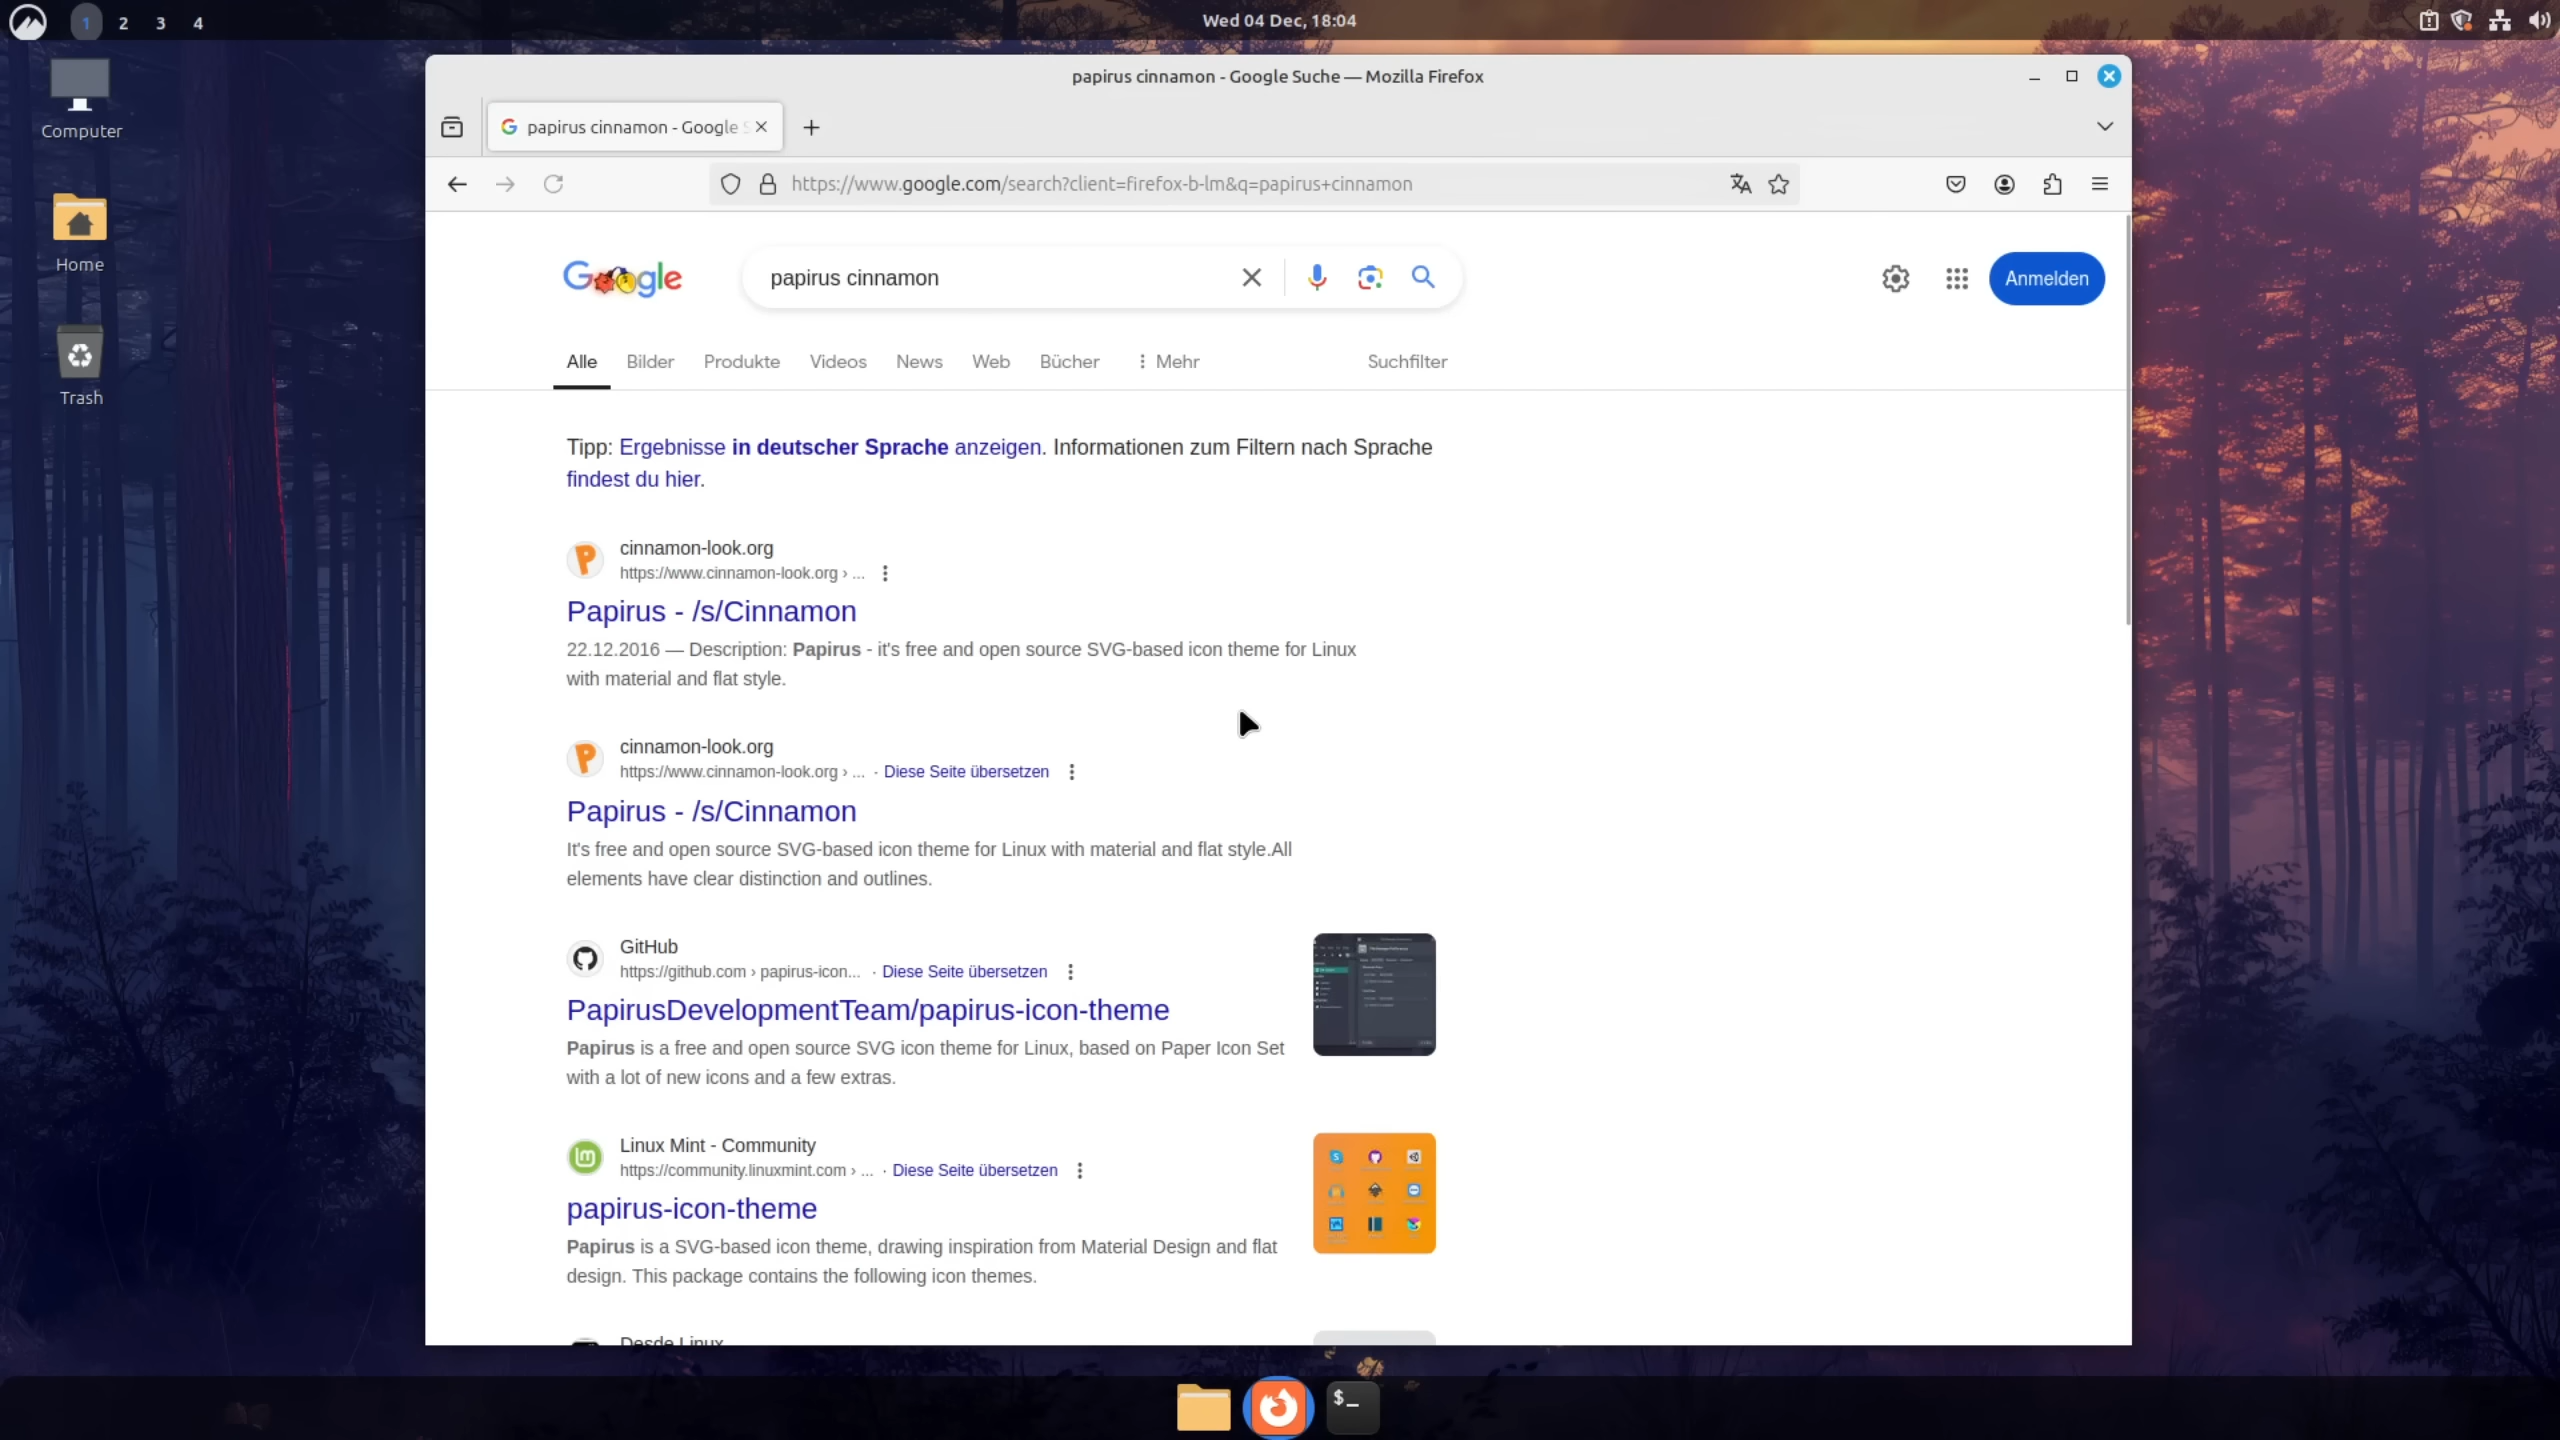 1 2 3 4
Wed 04 Dec, 18:04
Computer
Home
Trash
papirus cinnamon - Google Suche — Mozilla Firefox
papirus cinnamon - Google S
https://www.google.com/search?client=firefox-b-lm&q=papirus+cinnamon
Google
papirus cinnamon
Anmelden
Alle Bilder Produkte Videos News Web Bücher Mehr Suchfilter
Tipp: Ergebnisse in deutscher Sprache anzeigen. Informationen zum Filtern nach Sprache
findest du hier.
cinnamon-look.org
https://www.cinnamon-look.org › ...
Papirus - /s/Cinnamon
22.12.2016 — Description: Papirus - it's free and open source SVG-based icon theme for Linux
with material and flat style.
cinnamon-look.org
https://www.cinnamon-look.org › ... · Diese Seite übersetzen
Papirus - /s/Cinnamon
It's free and open source SVG-based icon theme for Linux with material and flat style.All
elements have clear distinction and outlines.
GitHub
https://github.com › papirus-icon... · Diese Seite übersetzen
PapirusDevelopmentTeam/papirus-icon-theme
Papirus is a free and open source SVG icon theme for Linux, based on Paper Icon Set
with a lot of new icons and a few extras.
Linux Mint - Community
https://community.linuxmint.com › ... · Diese Seite übersetzen
papirus-icon-theme
Papirus is a SVG-based icon theme, drawing inspiration from Material Design and flat
design. This package contains the following icon themes.
Desde Linux
$_